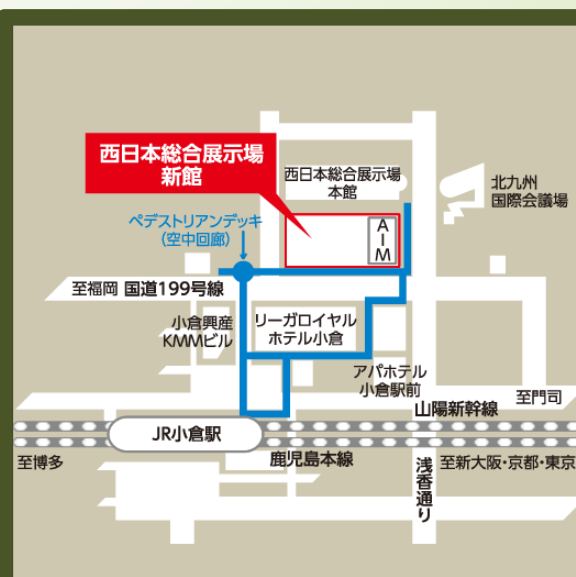 西日本総合展示場
新館
西日本総合展示場
本館
北九州
国際会議場
ペデストリアンデッキ
(空中回廊)
AIM
至福岡 国道199号線
小倉興産
KMMビル
リーガロイヤル
ホテル小倉
アパホテル
小倉駅前
至門司
山陽新幹線
JR小倉駅
至博多
鹿児島本線
浅香通り
至新大阪・京都・東京